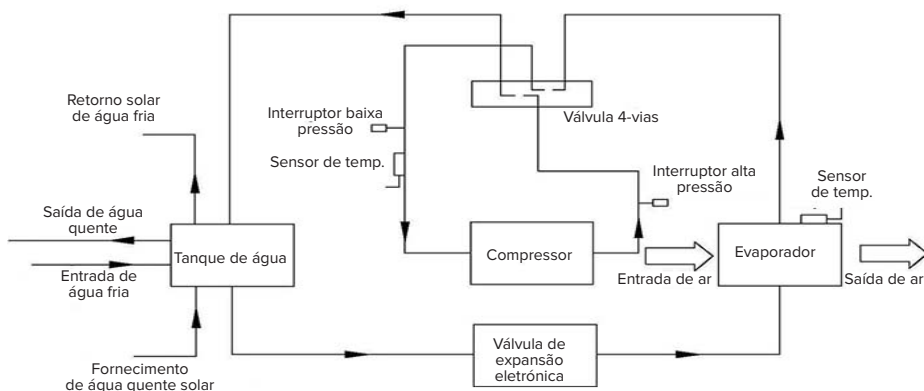 Retorno solar
de água fria
Interruptor baixa
pressão
Sensor de temp.
Válvula 4-vias
Interruptor alta
pressão
Sensor
de temp.
Saída de água
quente
Tanque de água
Compressor
Evaporador
Entrada de
água fria
Entrada de ar
Saída de ar
Fornecimento
de água quente solar
Válvula de
expansão
eletrónica